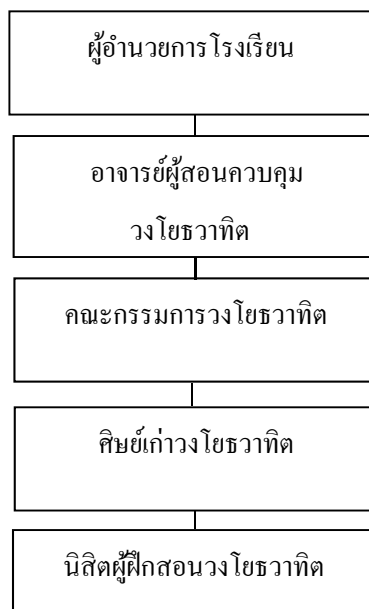 ผู้อำนวยการโรงเรียน
อาจารย์ผู้สอนควบคุม
วงโยธวาทิต
คณะกรรมการวงโยธวาทิต
ศิษย์เก่าวงโยธวาทิต
นิสิตผู้ฝึกสอนวงโยธวาทิต